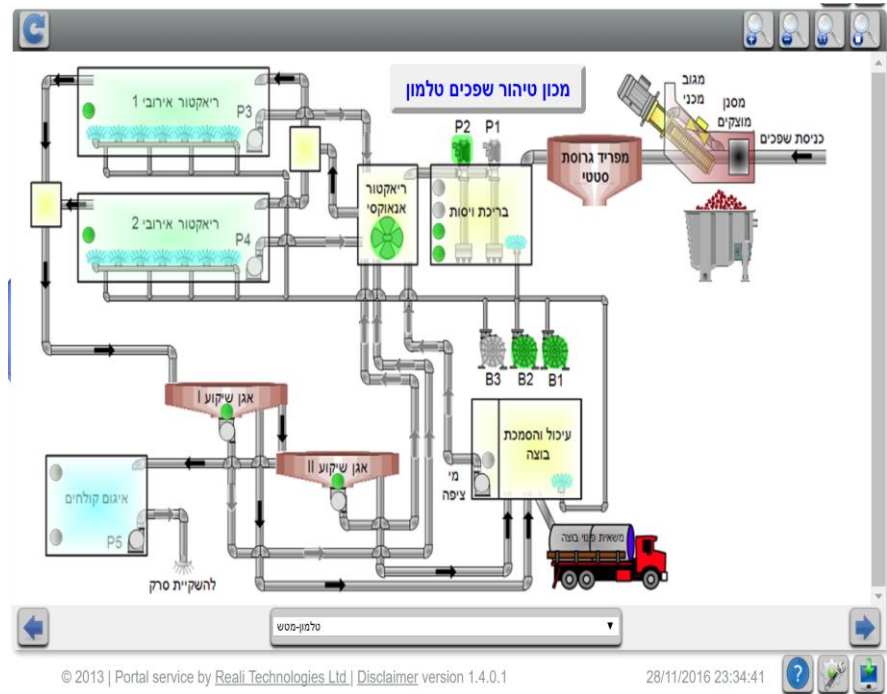 מכון טיהור שפכים טלמון
מגוב
מכני
מסנן
מוצקים
כניסת שפכים
מפריד גרוסת
סטטי
P2
P1
בריכת ויסות
ריאקטור
אנאוקסי
ריאקטור אירובי 1
P3
ריאקטור אירובי 2
P4
B3
B2
B1
אגן שיקוע I
אגן שיקוע II
עיכול והסמכת
בוצה
מי
ציפה
איגום קולחים
P5
להשקיית סרק
משאית פינוי בוצה
טלמון-מטש
© 2013 | Portal service by Reali Technologies Ltd | Disclaimer version 1.4.0.1
28/11/2016 23:34:41
?